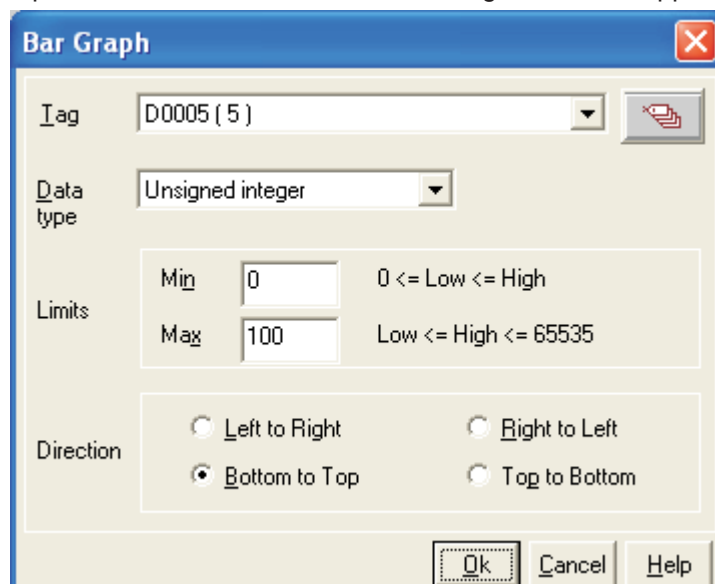 Bar Graph
Tag D0005 ( 5 )
Data type Unsigned integer
Limits
Min 0 0 <= Low <= High
Max 100 Low <= High <= 65535
Direction
Left to Right Right to Left
Bottom to Top Top to Bottom
Ok Cancel Help